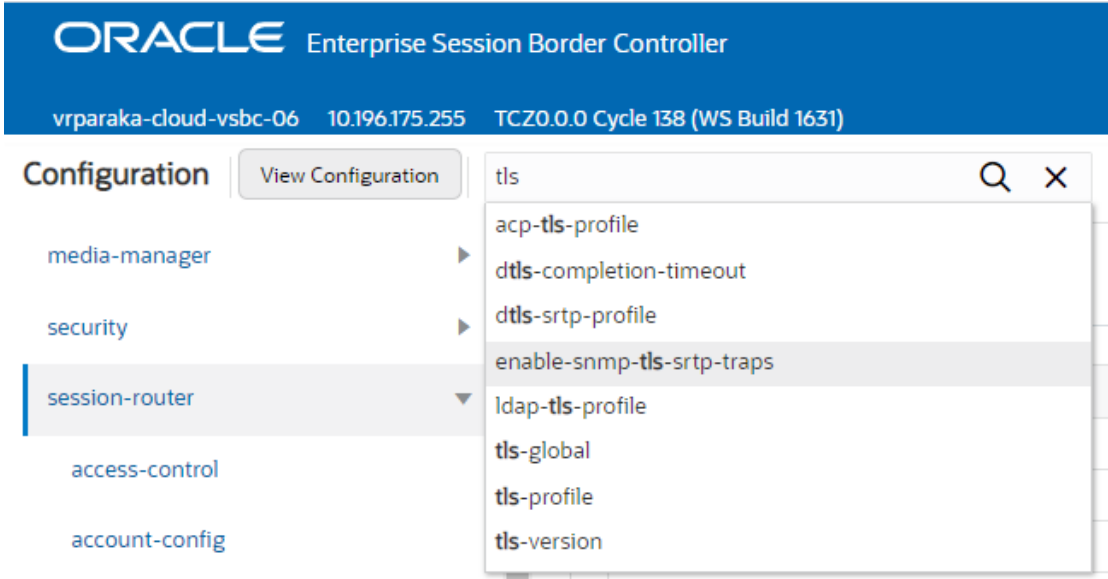 ORACLE Enterprise Session Border Controller
vrparaka-cloud-vsbc-06 10.196.175.255 TCZ0.0.0 Cycle 138 (WS Build 1631)
Configuration View Configuration tls
media-manager
security
session-router
access-control
account-config
acp-tls-profile
dtls-completion-timeout
dtls-srtp-profile
enable-snmp-tls-srtp-traps
ldap-tls-profile
tls-global
tls-profile
tls-version